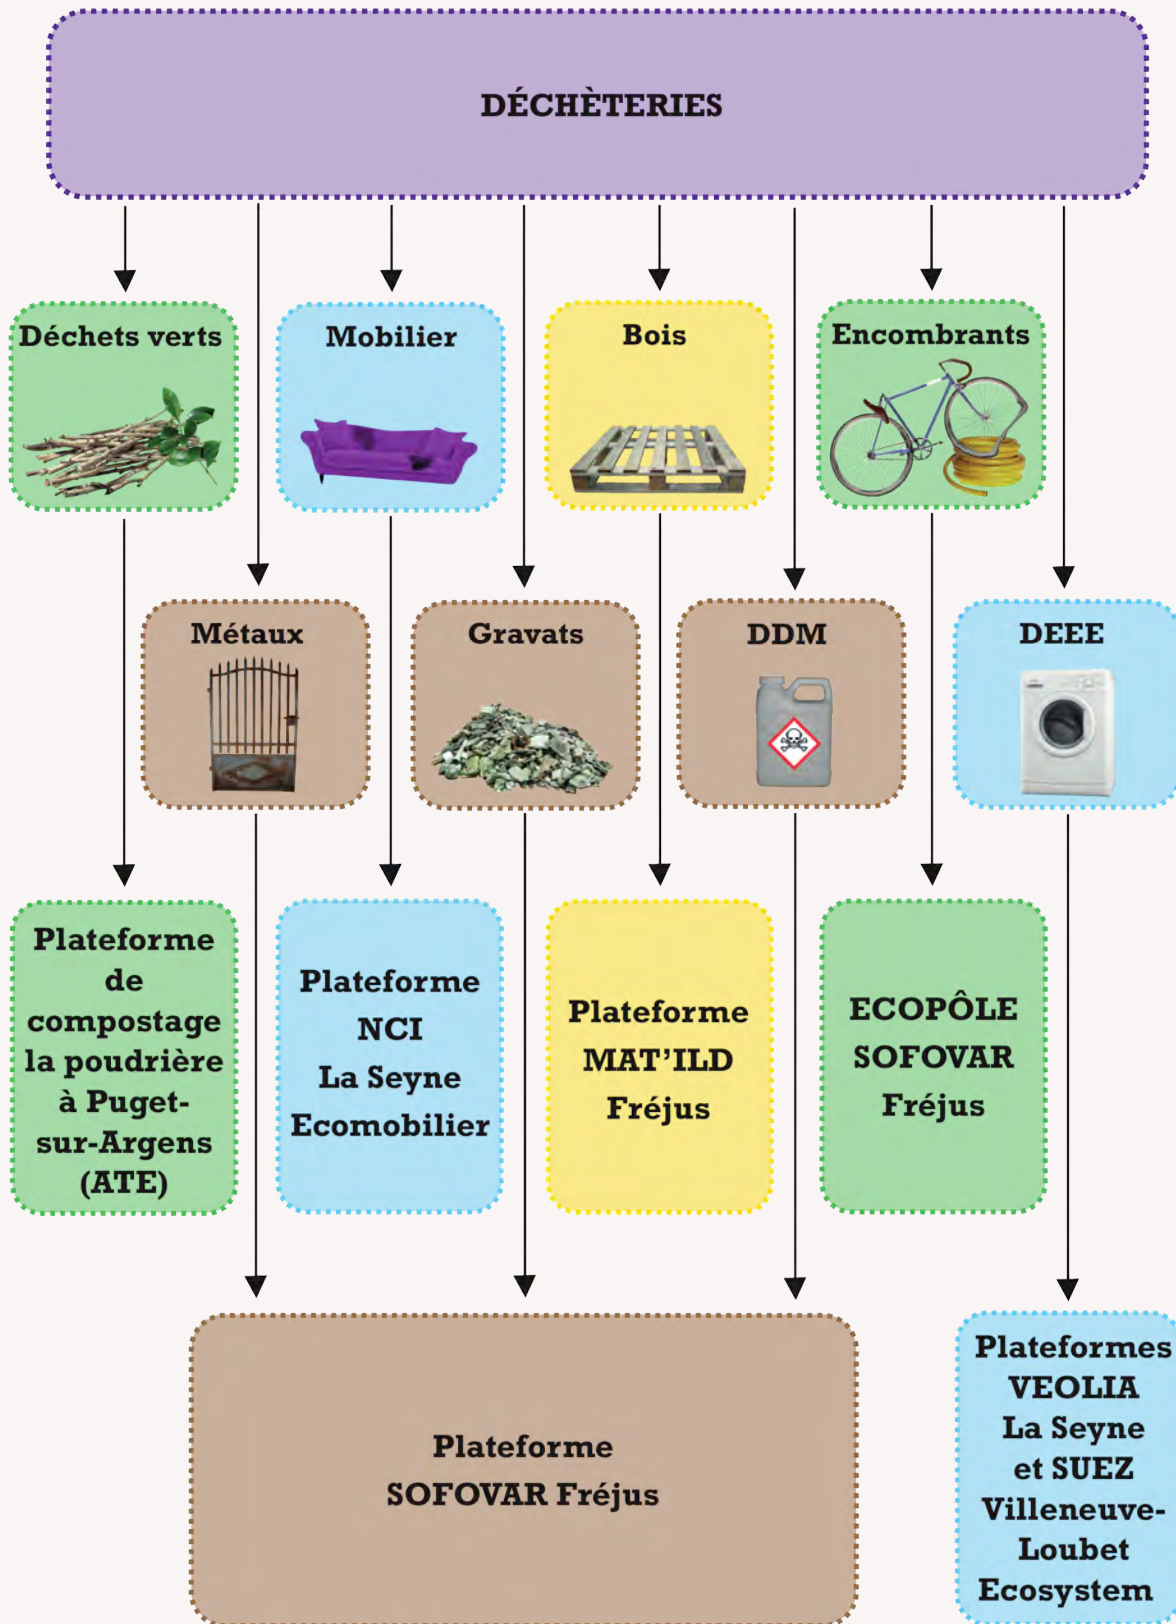 DÉCHÈTERIES
Déchets verts
Mobilier
Bois
Encombrants
Métaux
Gravats
DDM
DEEE
Plateforme
de
compostage
la poudrière
à Puget-
sur-Argens
(ATE)
Plateforme
NCI
La Seyne
Ecomobilier
Plateforme
MAT'ILD
Fréjus
ECOPÔLE
SOFOVAR
Fréjus
Plateforme
SOFOVAR Fréjus
Plateformes
VEOLIA
La Seyne
et SUEZ
Villeneuve-
Loubet
Ecosystem